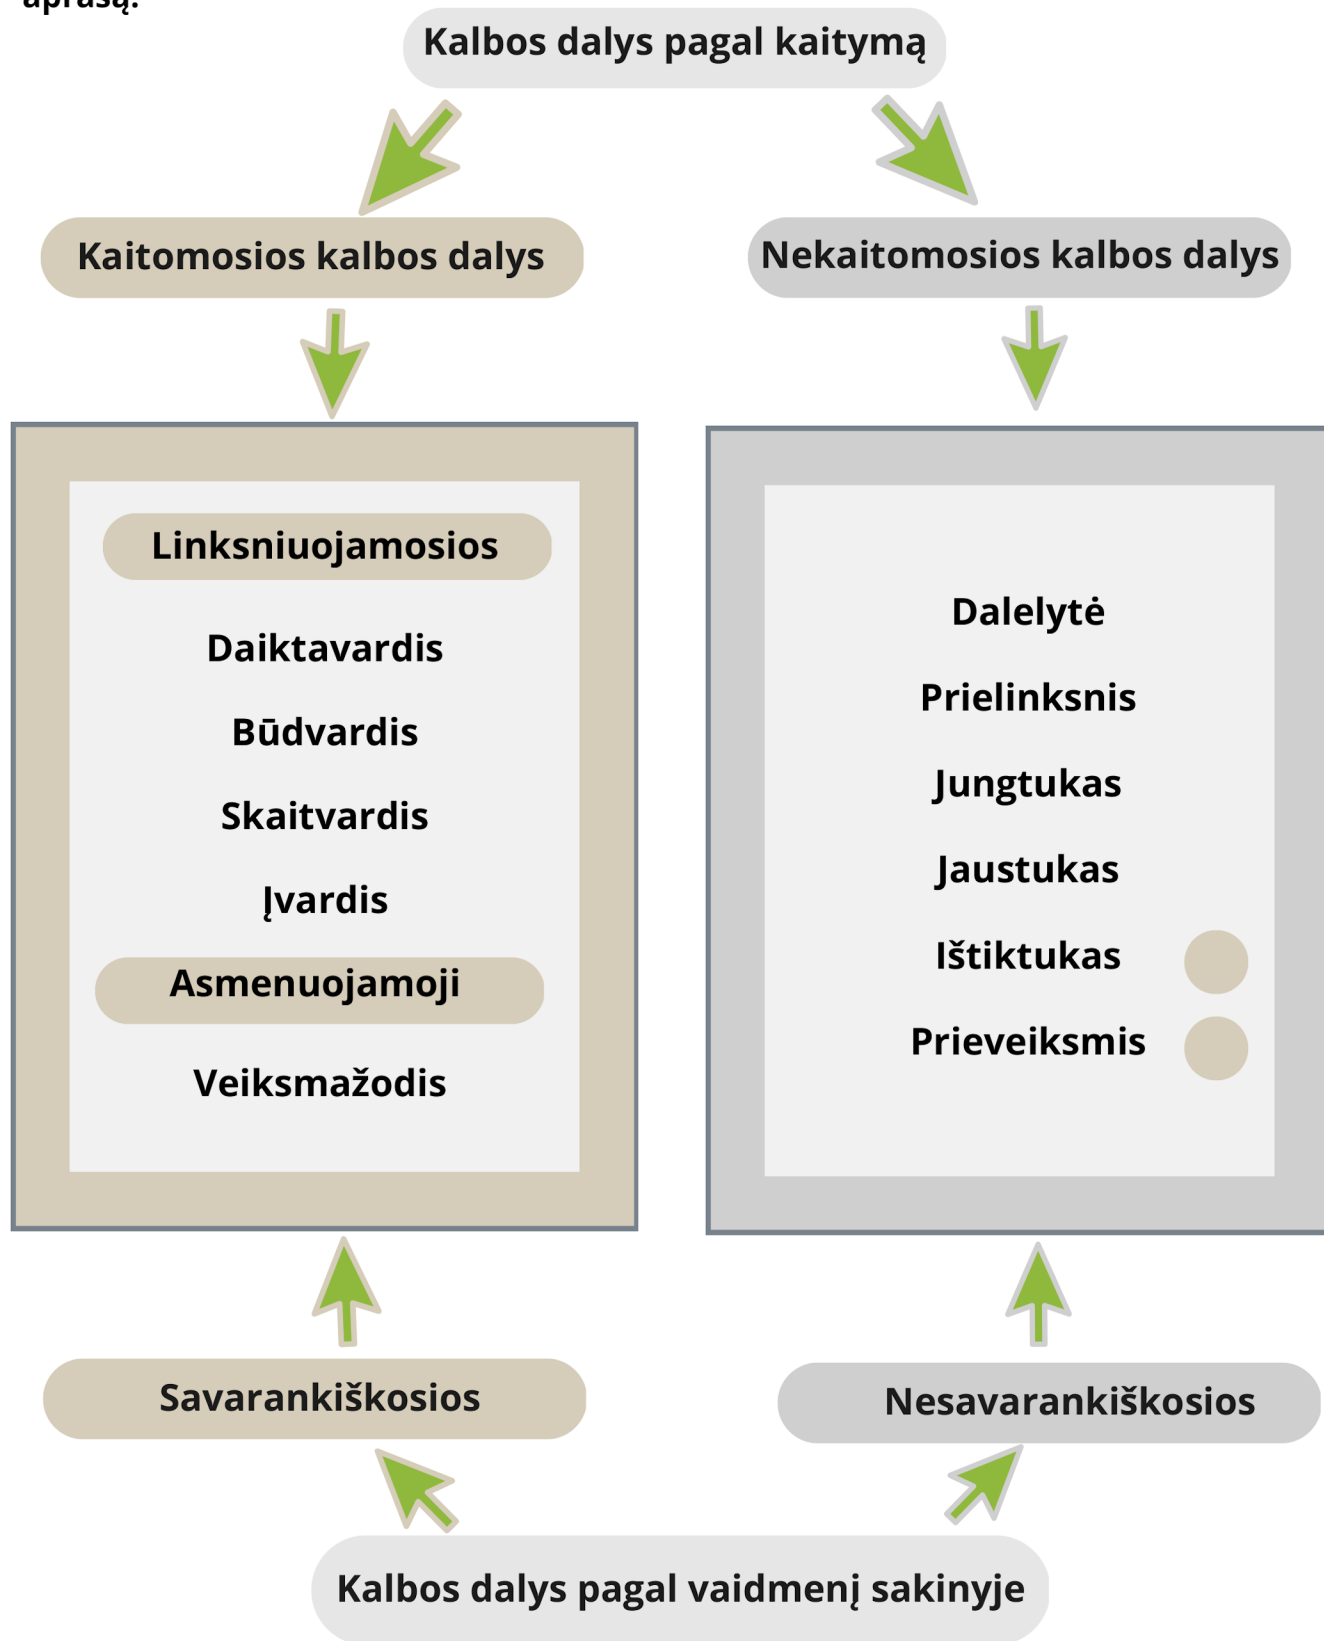 aprašą.
Kalbos dalys pagal kaitymą
Kaitomosios kalbos dalys
Nekaitomosios kalbos dalys
Linksniuojamosios
Daiktavardis
Būdvardis
Skaitvardis
Įvardis
Asmenuojamoji
Veiksmažodis
Dalelytė
Prielinksnis
Jungtukas
Jaustukas
Ištiktukas
Prieveiksmis
Savarankiškosios
Nesavarankiškosios
Kalbos dalys pagal vaidmenį sakinyje